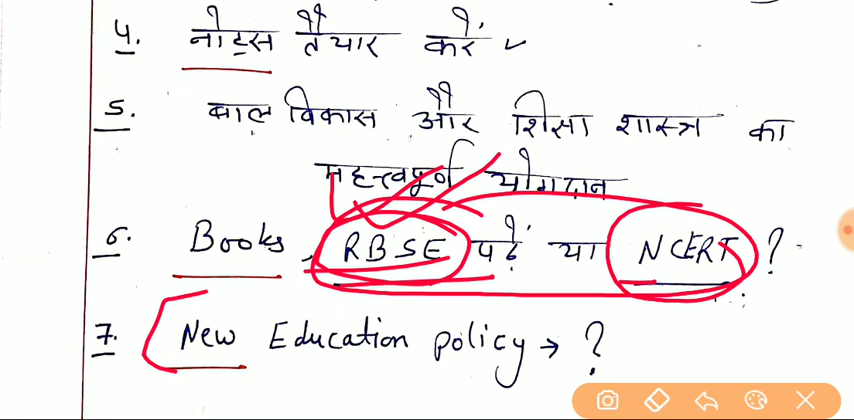 4. नोट्स तैयार करें
5. बाल विकास और शिक्षा शास्त्र का
महत्वपूर्ण योगदान
6. Books, RBSE पढ़ें या NCERT ?
7. New Education policy → ?